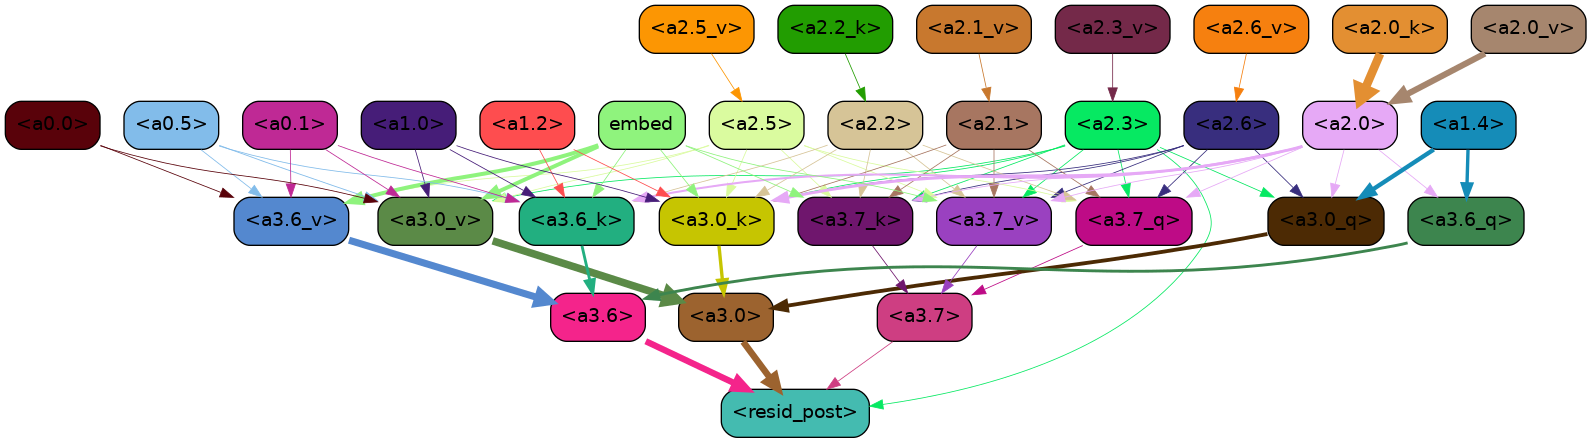 <a2.5_v> <a2.2_k> <a2.1_v> <a2.3_v> <a2.6_v> <a2.0_k> <a2.0_v>
<a0.0> <a0.5> <a0.1> <a1.0> <a1.2> embed <a2.5> <a2.2> <a2.1> <a2.3> <a2.6> <a2.0> <a1.4>
<a3.6_v> <a3.0_v> <a3.6_k> <a3.0_k> <a3.7_k> <a3.7_v> <a3.7_q> <a3.0_q> <a3.6_q>
<a3.6> <a3.0> <a3.7>
<resid_post>